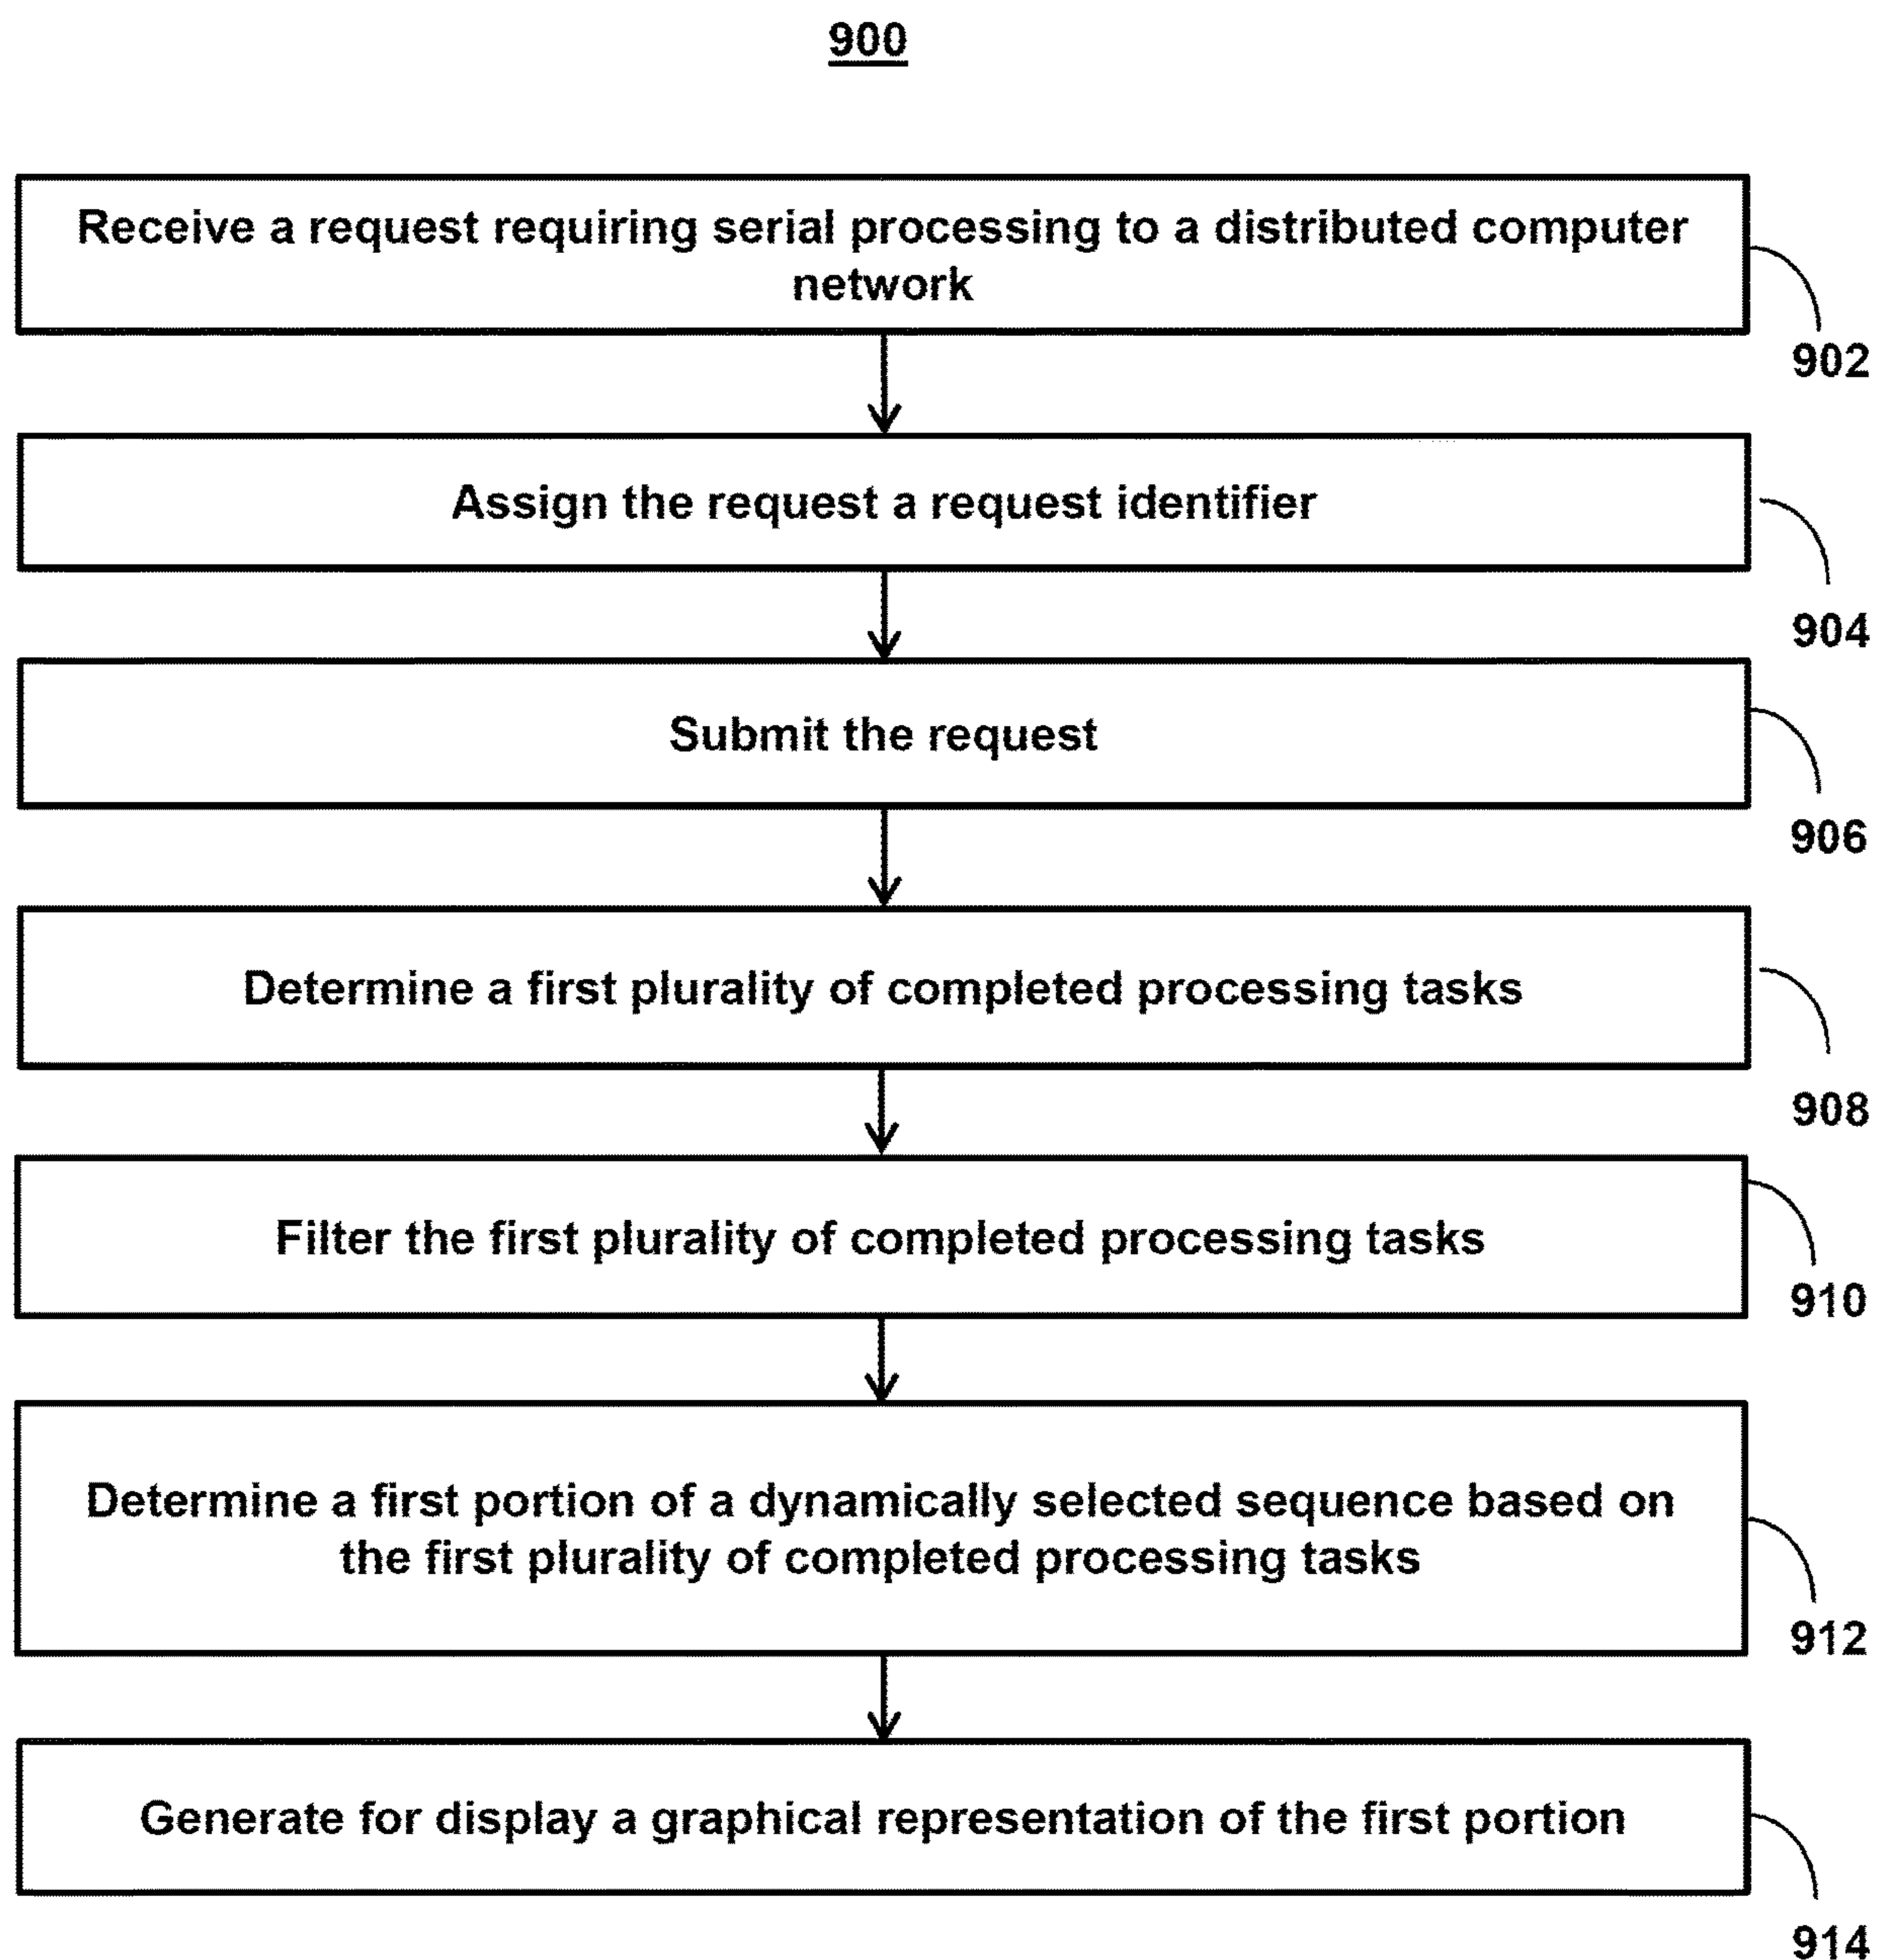 900
Receive a request requiring serial processing to a distributed computer
network
902
Assign the request a request identifier
904
Submit the request
906
Determine a first plurality of completed processing tasks
908
Filter the first plurality of completed processing tasks
910
Determine a first portion of a dynamically selected sequence based on
the first plurality of completed processing tasks
912
Generate for display a graphical representation of the first portion
914